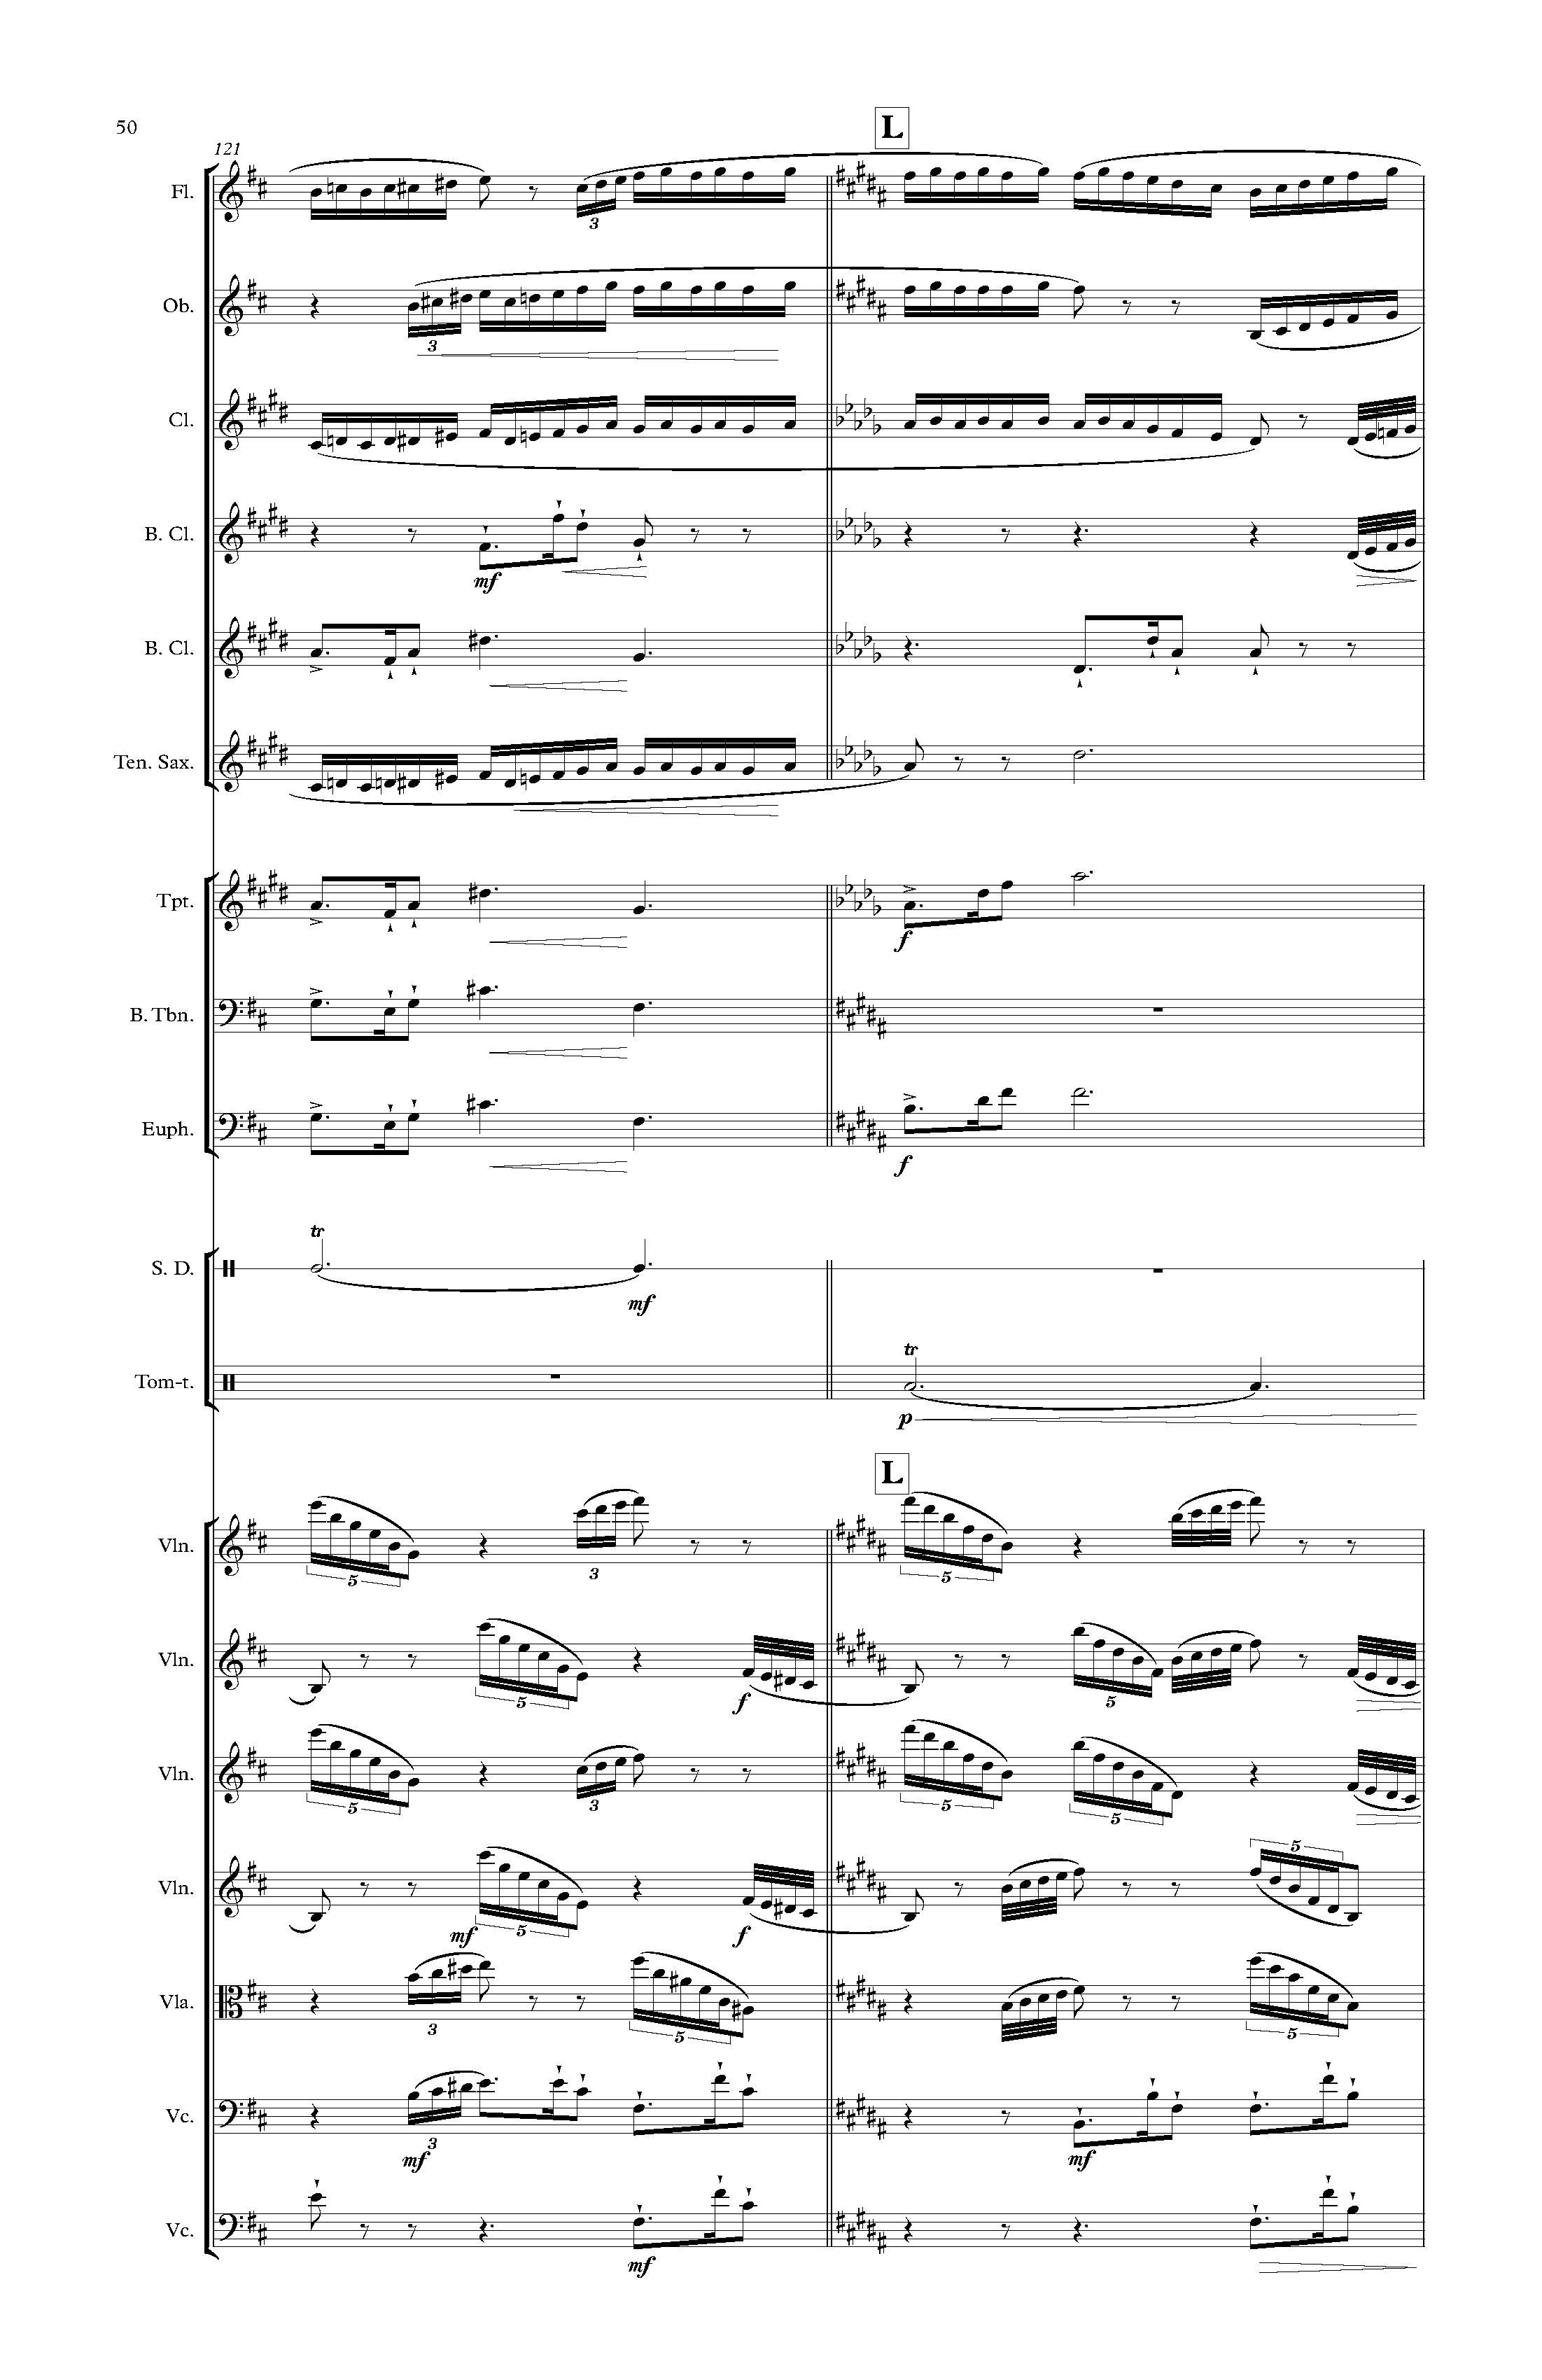 50
L
121
Fl.
3
Ob.
3
Cl.
B. Cl.
mf
B. Cl.
Ten. Sax.
Tpt.
f
B. Tbn.
Euph.
f
tr
S. D.
mf
tr
Tom-t.
p
L
Vln.
5
3
5
Vln.
5
f
5
Vln.
5
3
5
5
5
Vln.
mf
5
f
Vla.
3
5
5
Vc.
3
mf
mf
Vc.
mf